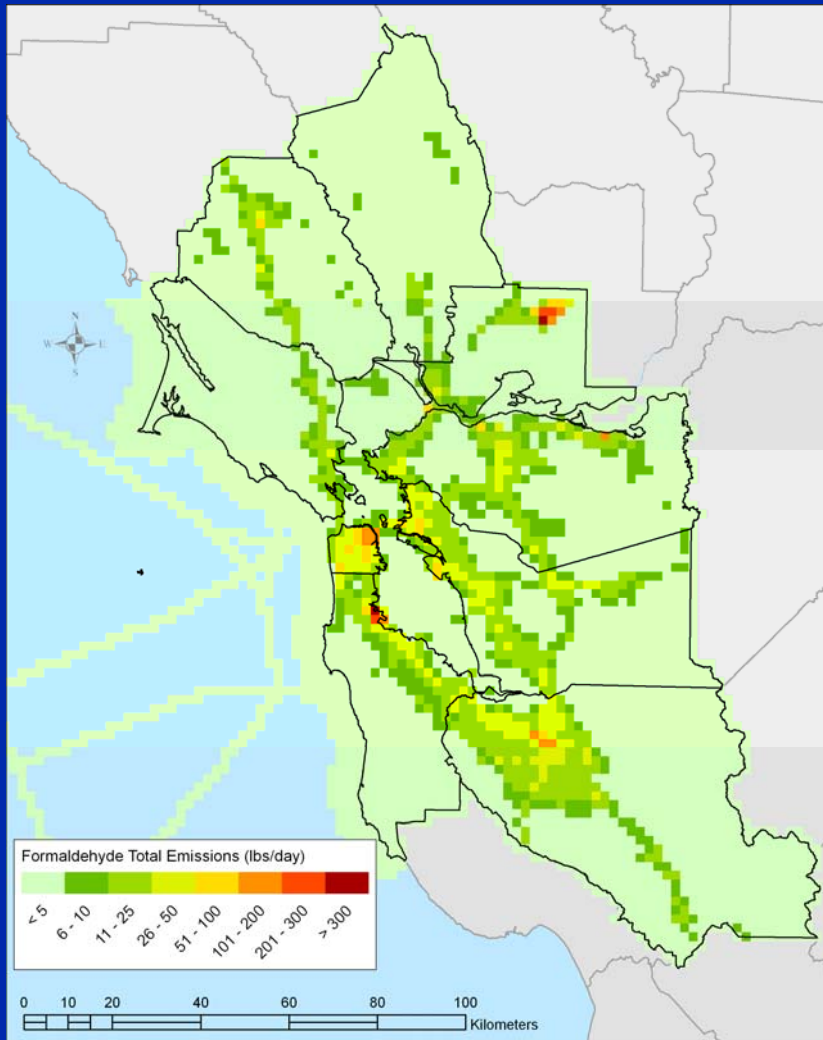 N
W E
S
Formaldehyde Total Emissions (lbs/day)
< 5
6 - 10
11 - 25
26 - 50
51 - 100
101 - 200
201 - 300
> 300
0 10 20 40 60 80 100
Kilometers